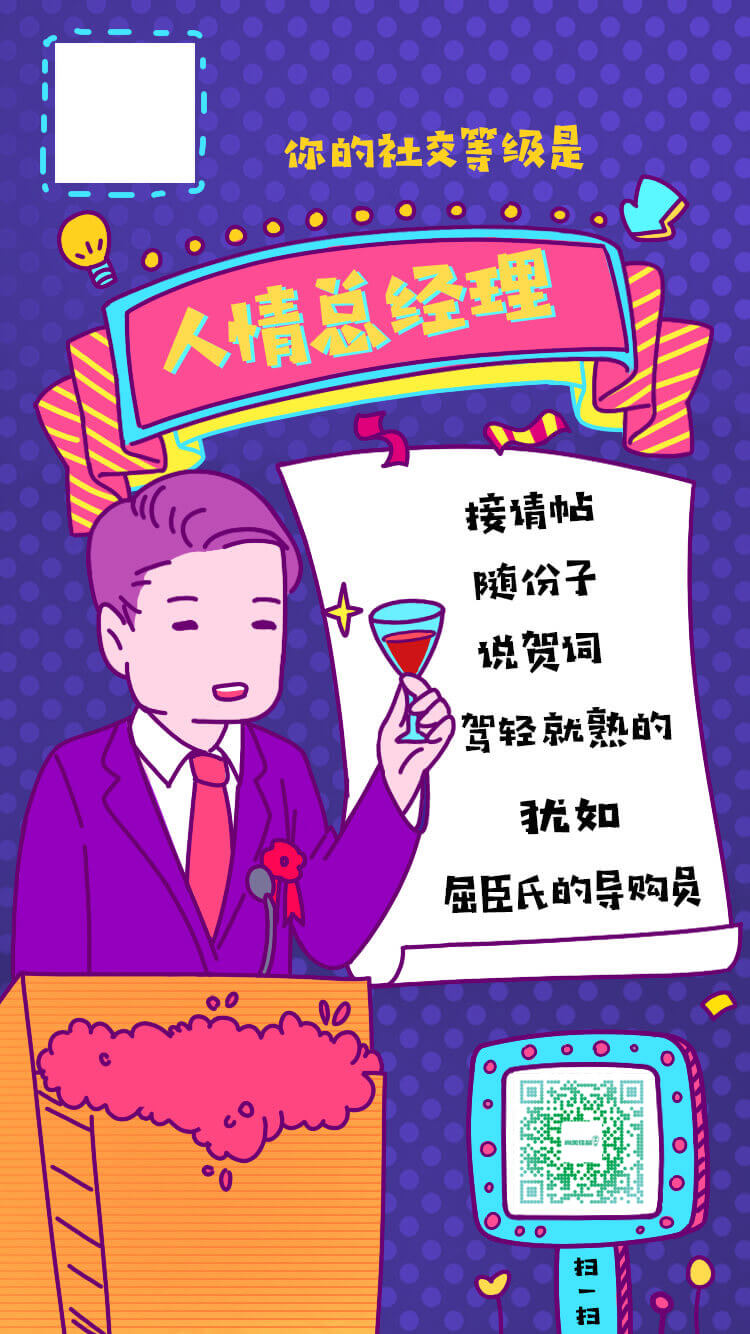 你的社交等级是
人情总经理
接请帖
随份子
说贺词
驾轻就熟的
犹如
屈臣氏的导购员
扫一扫